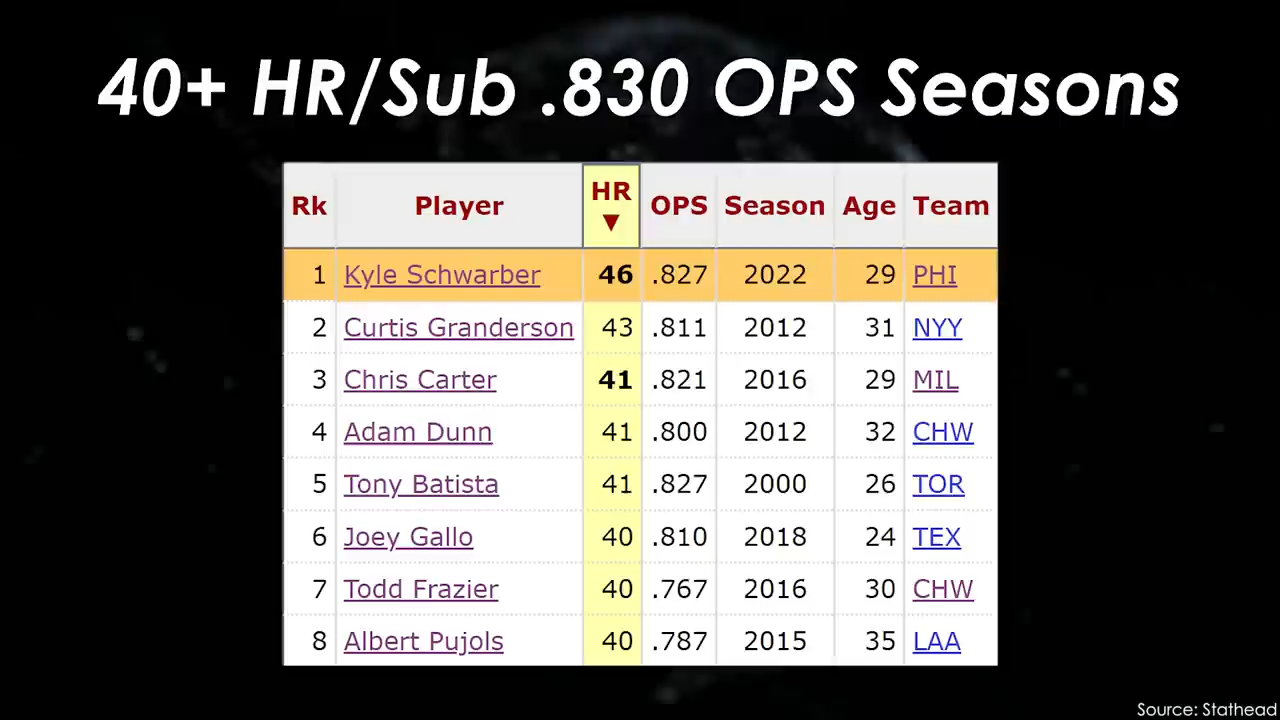 40+ HR/Sub .830 OPS Seasons
Rk Player HR ▼ OPS Season Age Team
1 Kyle Schwarber 46 .827 2022 29 PHI
2 Curtis Granderson 43 .811 2012 31 NYY
3 Chris Carter 41 .821 2016 29 MIL
4 Adam Dunn 41 .800 2012 32 CHW
5 Tony Batista 41 .827 2000 26 TOR
6 Joey Gallo 40 .810 2018 24 TEX
7 Todd Frazier 40 .767 2016 30 CHW
8 Albert Pujols 40 .787 2015 35 LAA
Source: Stathead